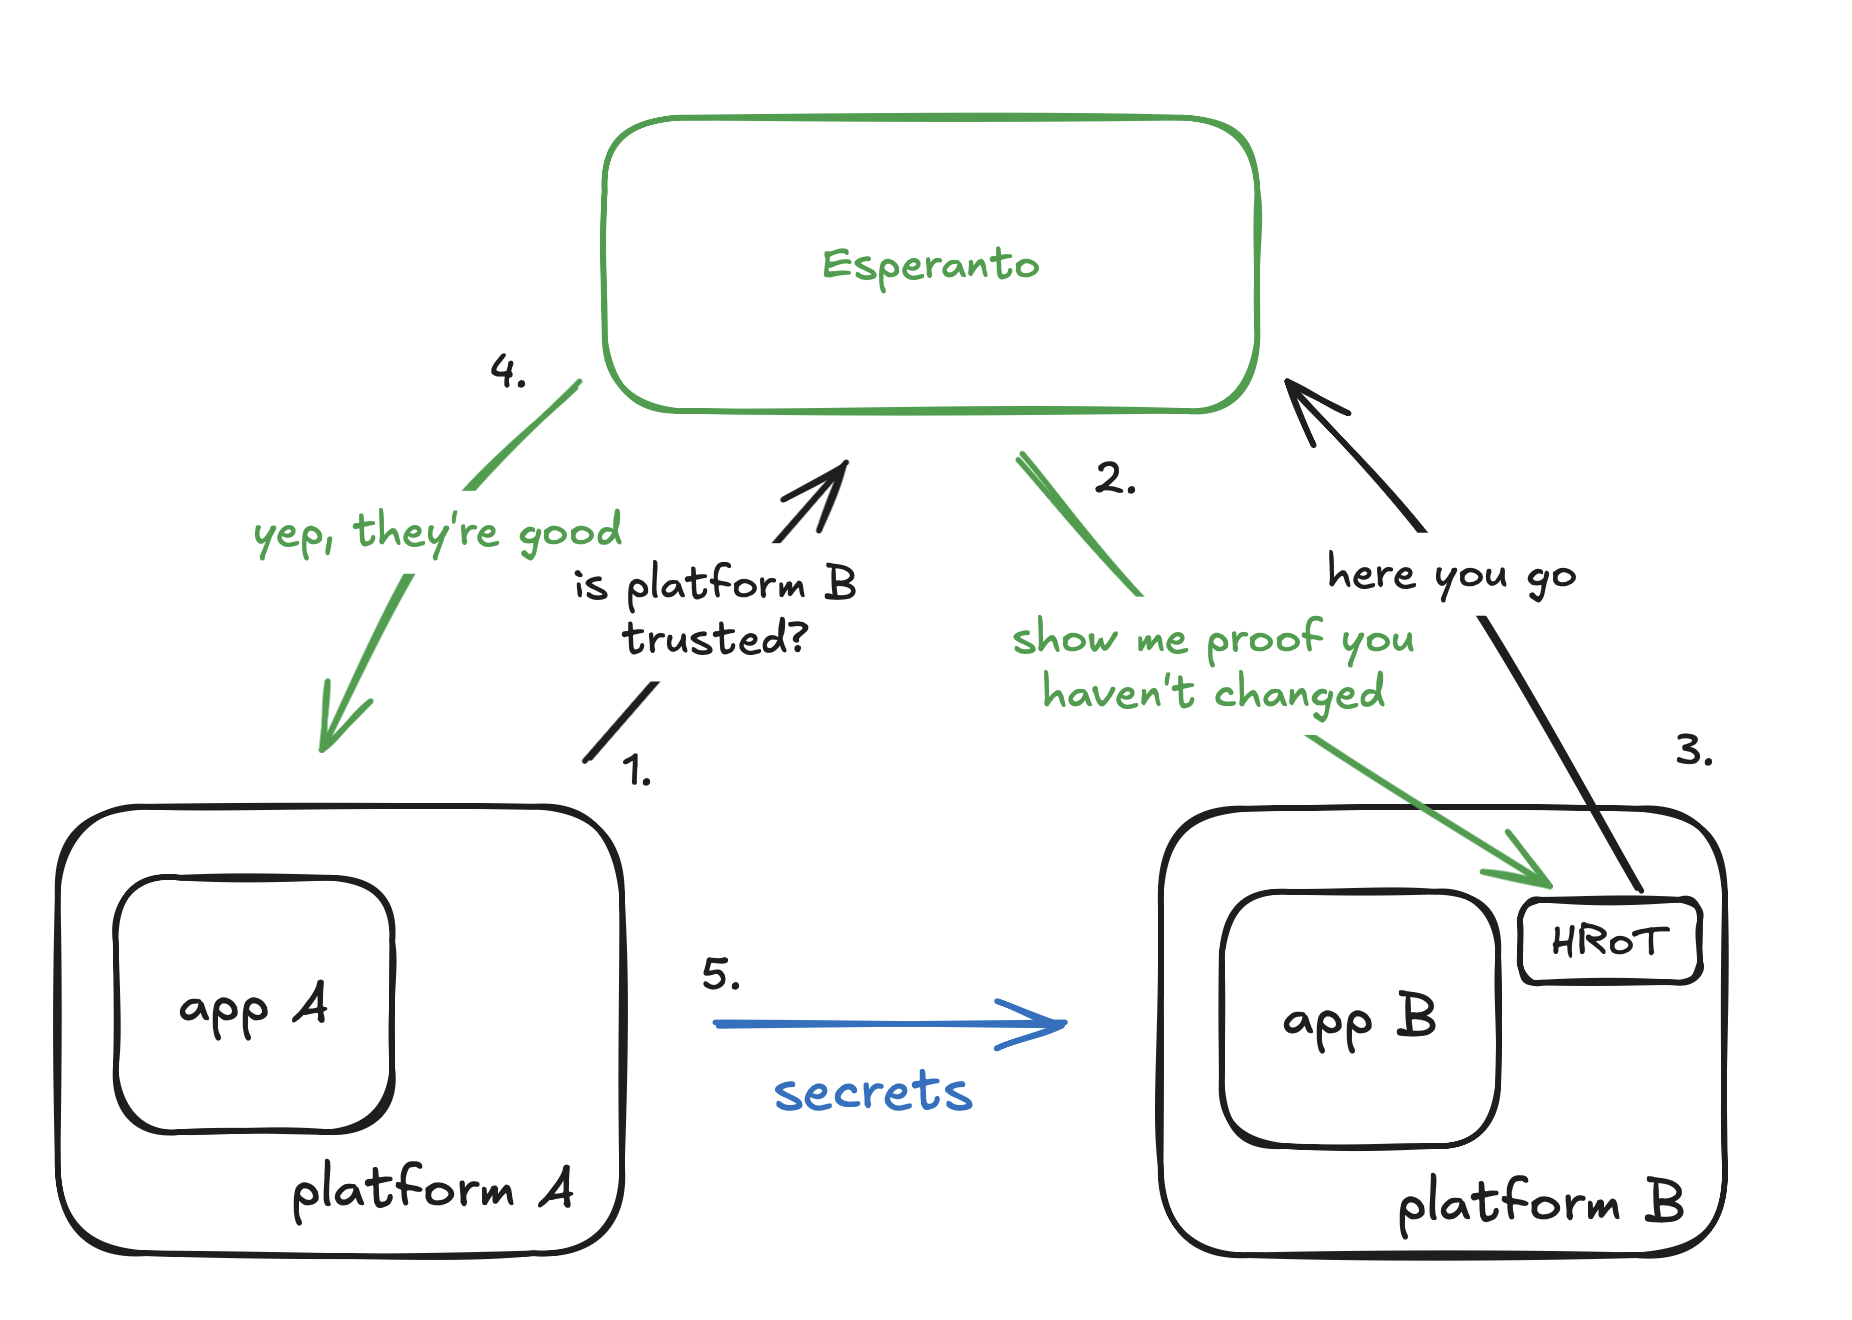 Esperanto
4.
2.
yep, they're good
is platform B
trusted?
here you go
show me proof you
haven't changed
1.
3.
HRoT
app A
5.
app B
secrets
platform A
platform B